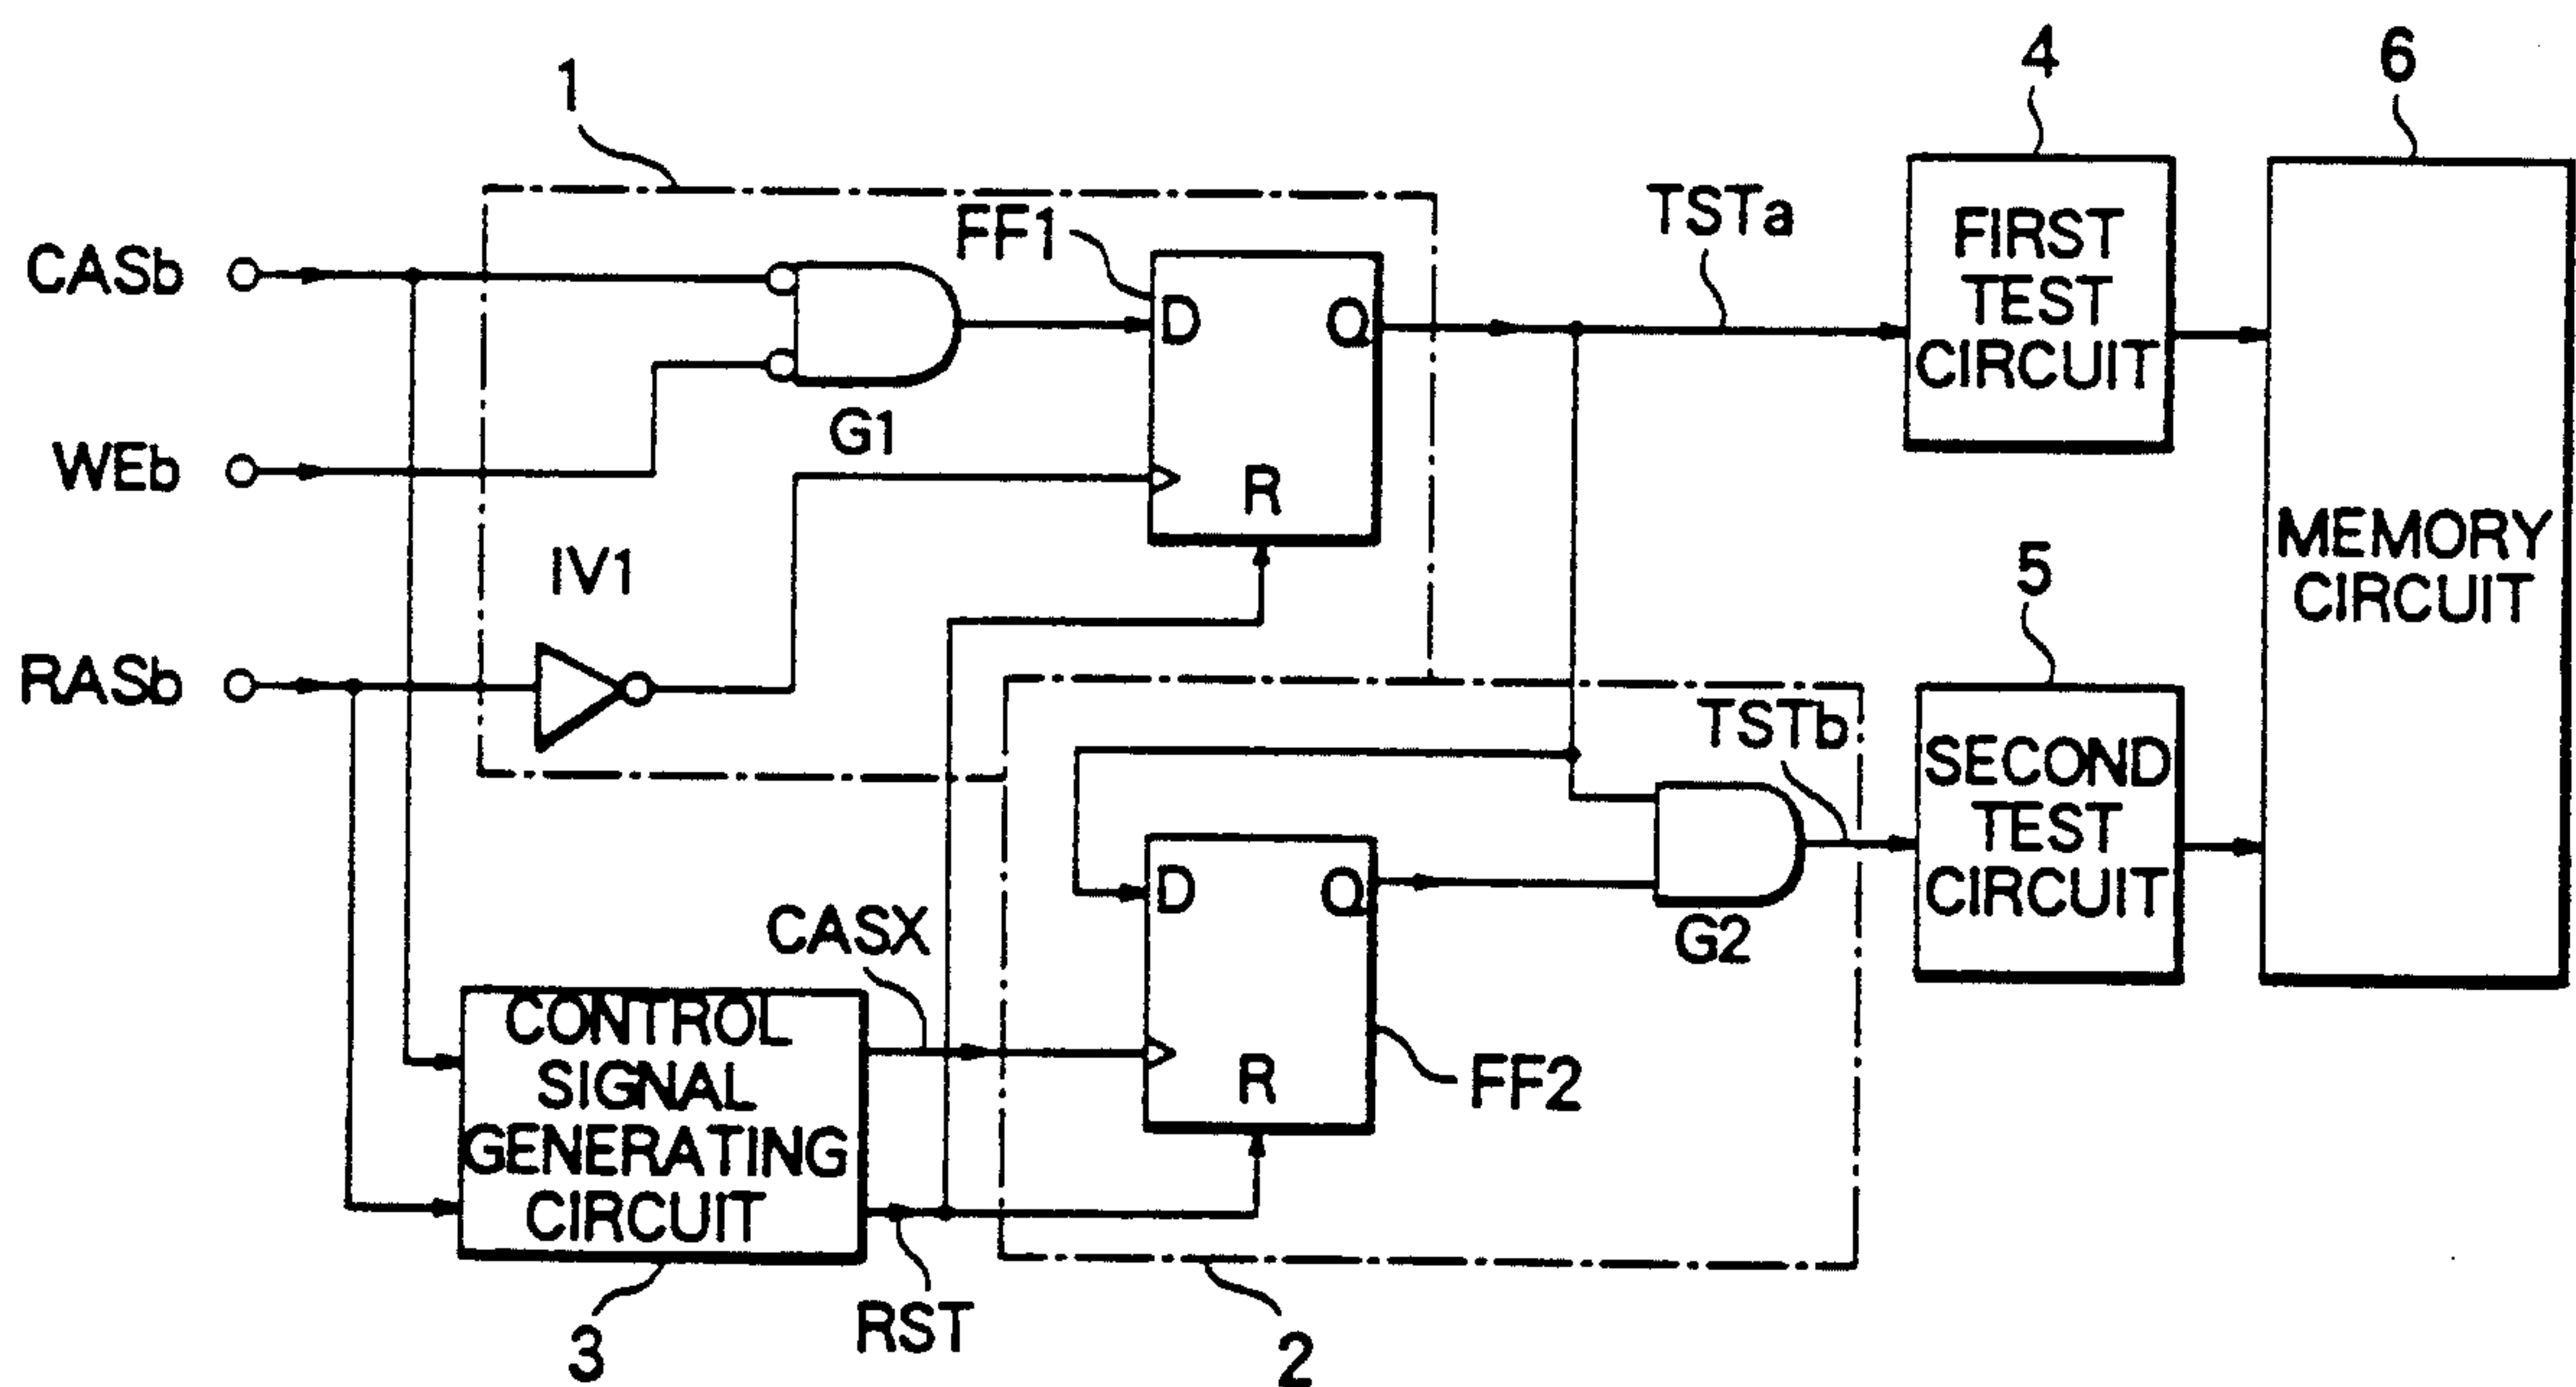 1
4
6
CASb
FF1
TSTa
FIRST
TEST
CIRCUIT
D
Q
G1
WEb
R
IV1
MEMORY
CIRCUIT
5
RASb
TSTb
SECOND
TEST
CIRCUIT
D
Q
G2
CASX
CONTROL
SIGNAL
GENERATING
CIRCUIT
R
FF2
RST
3
2